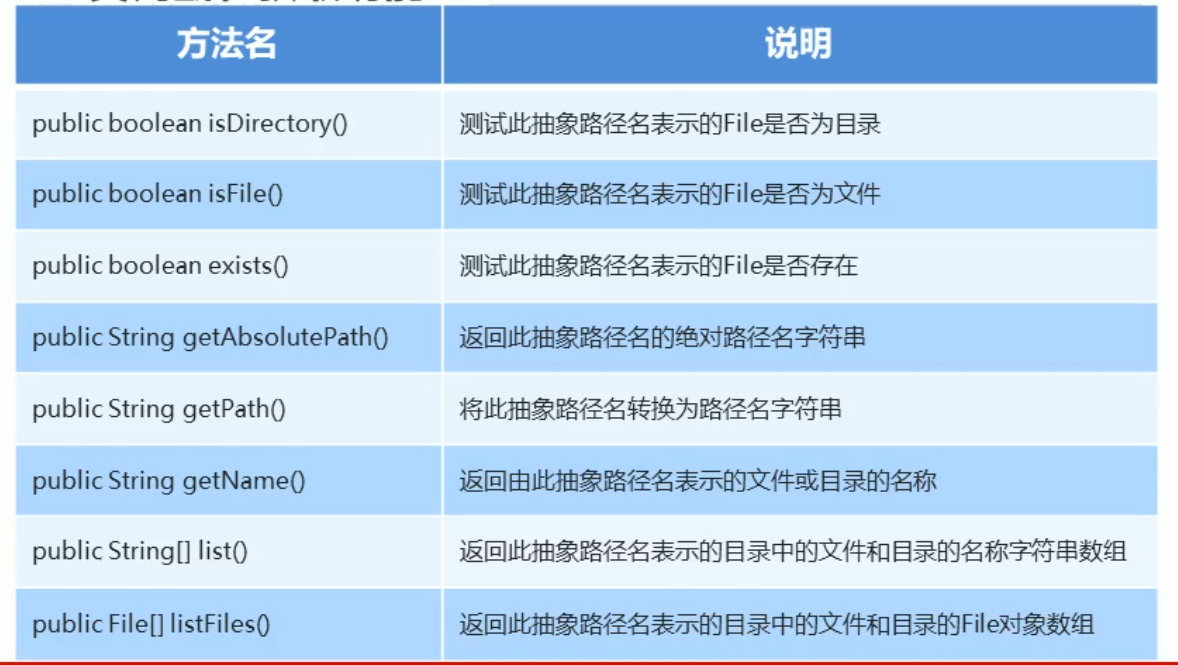 方法名
说明
public boolean isDirectory()
测试此抽象路径名表示的File是否为目录
public boolean isFile()
测试此抽象路径名表示的File是否为文件
public boolean exists()
测试此抽象路径名表示的File是否存在
public String getAbsolutePath()
返回此抽象路径名的绝对路径名字符串
public String getPath()
将此抽象路径名转换为路径名字符串
public String getName()
返回由此抽象路径名表示的文件或目录的名称
public String[] list()
返回此抽象路径名表示的目录中的文件和目录的名称字符串数组
public File[] listFiles()
返回此抽象路径名表示的目录中的文件和目录的File对象数组